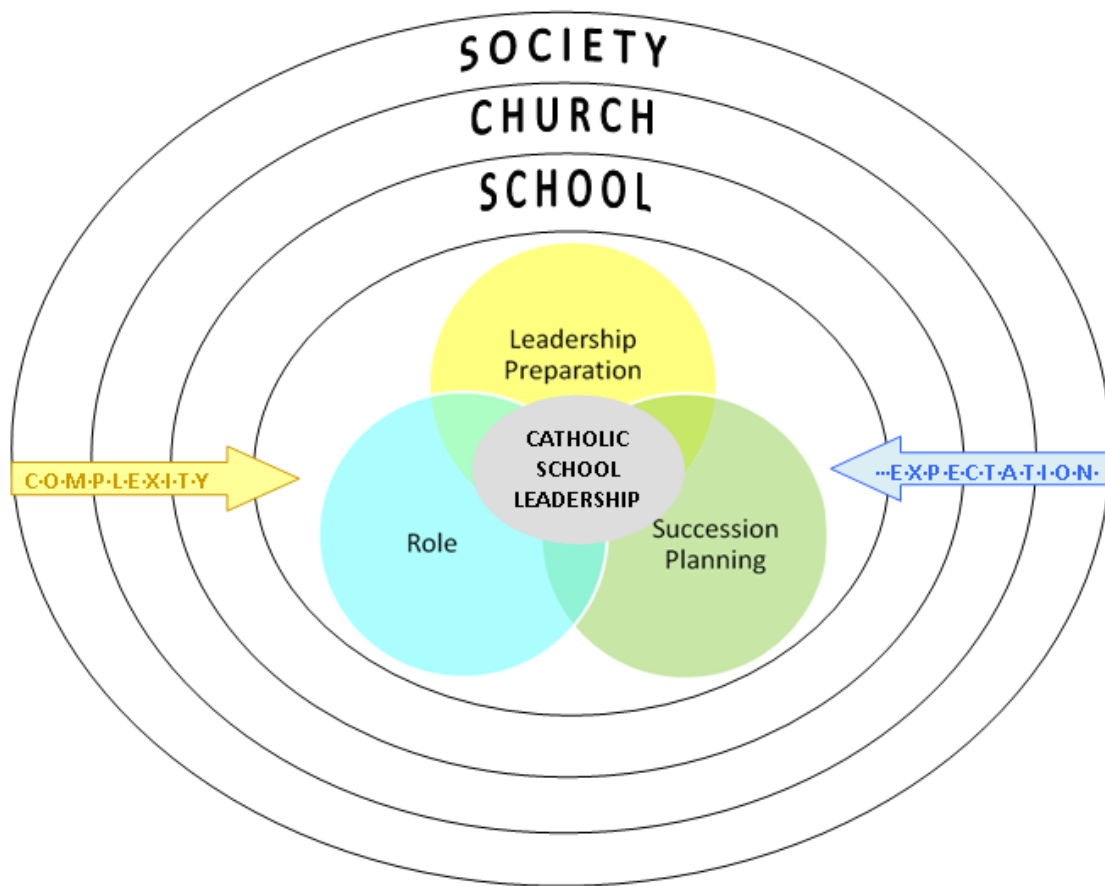 SOCIETY
CHURCH
SCHOOL
Leadership
Preparation
CATHOLIC
SCHOOL
LEADERSHIP
C·O·M·P·L·E·X·I·T·Y
···E·X·P·E·C·T·A·T·I·O·N·
Role
Succession
Planning